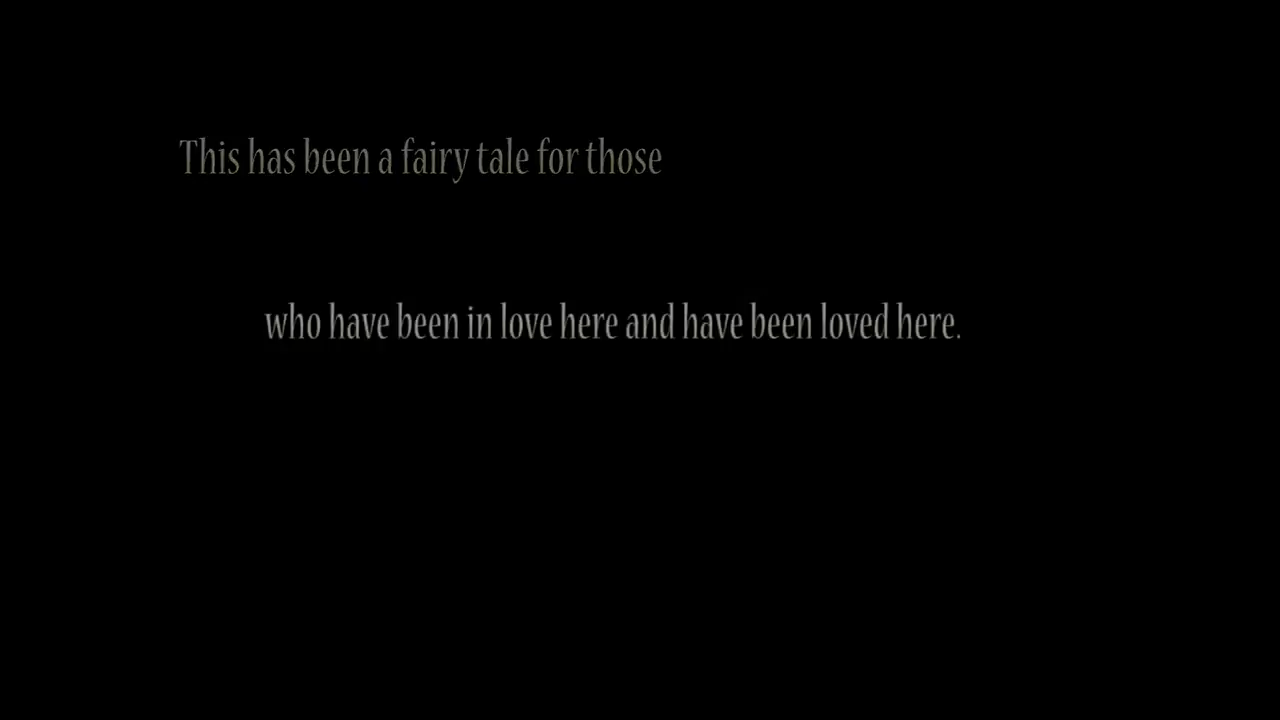 This has been a fairy tale for those
who have been in love here and have been loved here.